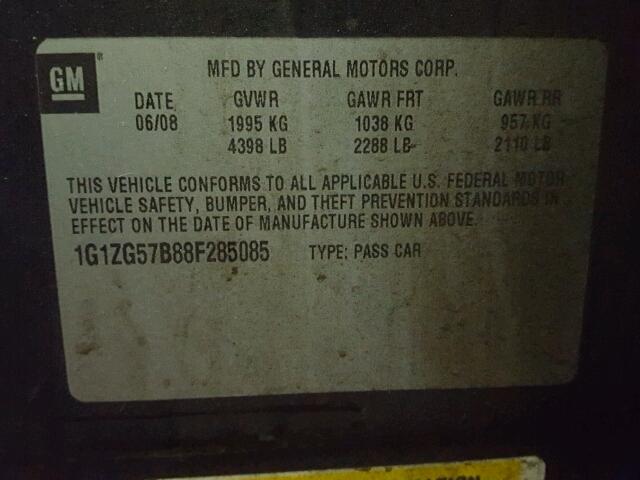 GM
MFD BY GENERAL MOTORS CORP.
DATE GVWR GAWR FRT GAWR RR
06/08 1995 KG 1038 KG 957 KG
4398 LB 2288 LB 2110 LB
THIS VEHICLE CONFORMS TO ALL APPLICABLE U.S. FEDERAL MOTOR
VEHICLE SAFETY, BUMPER, AND THEFT PREVENTION STANDARDS IN
EFFECT ON THE DATE OF MANUFACTURE SHOWN ABOVE.
1G1ZG57B88F285085 TYPE: PASS CAR